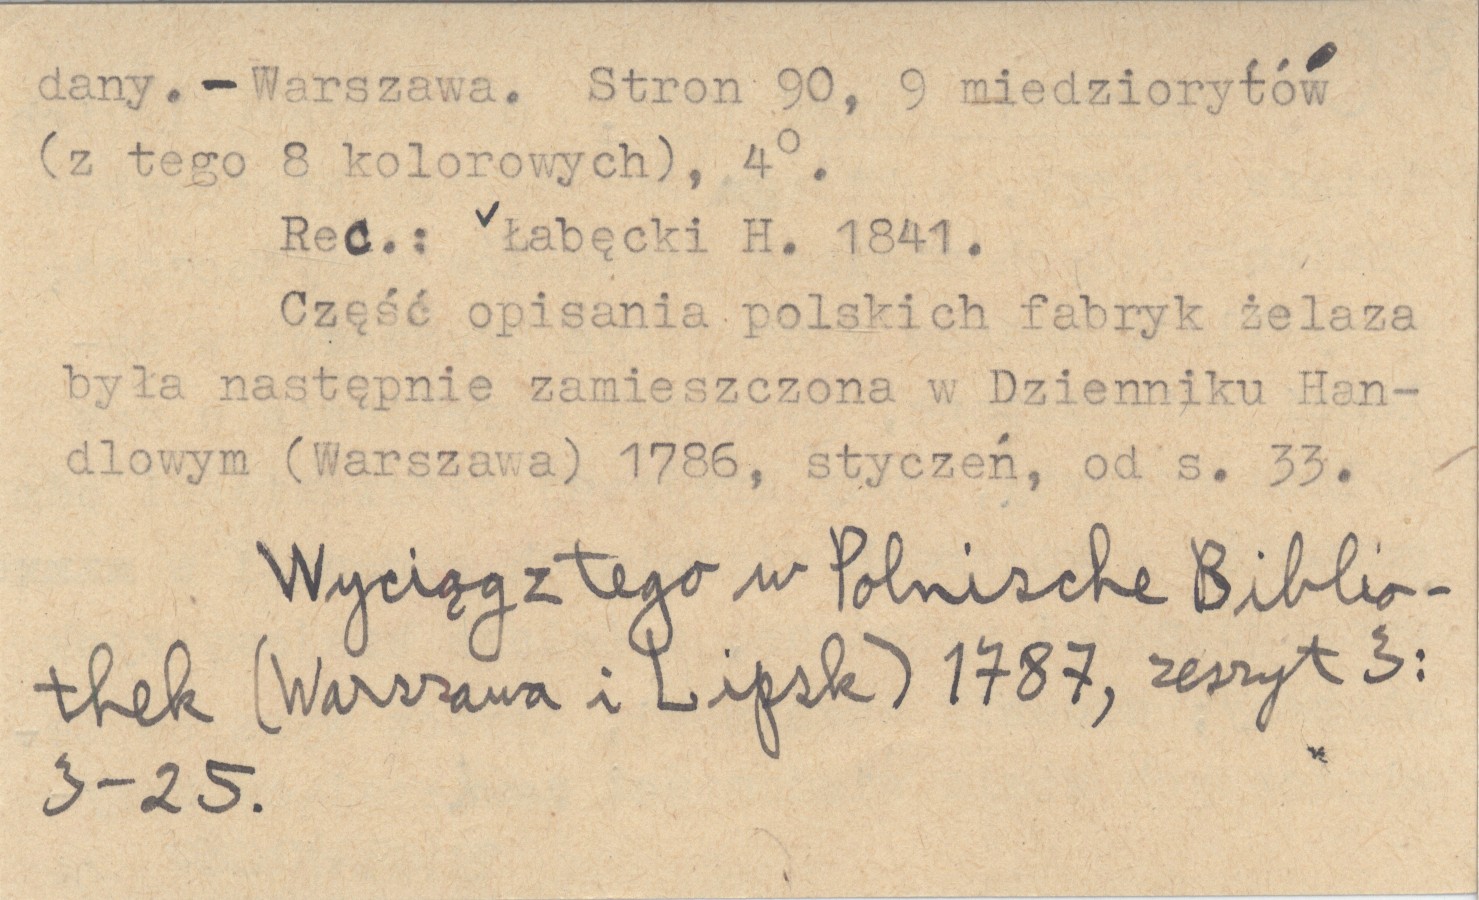 dany. - Warszawa. Stron 90, 9 miedziorytów
(z tego 8 kolorowych), 4°.
Rec.: ✓Łabęcki H. 1841.
Część opisania polskich fabryk żelaza
była następnie zamieszczona w Dzienniku Han-
dlowym (Warszawa) 1786, styczeń, od s. 33.
Wyciąg z tego w Polnische Biblio-
thek (Warszawa i Lipsk) 1787, zeszyt 3:
3-25.